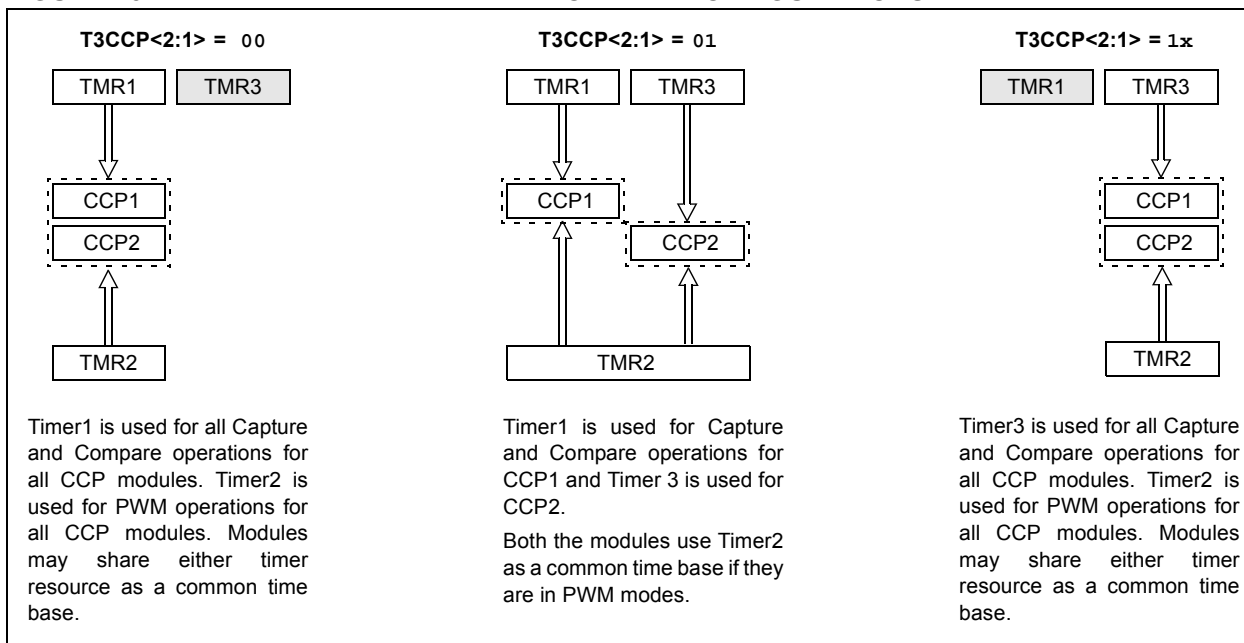 T3CCP<2:1> = 00
TMR1 TMR3
CCP1
CCP2
TMR2
Timer1 is used for all Capture
and Compare operations for
all CCP modules. Timer2 is
used for PWM operations for
all CCP modules. Modules
may share either timer
resource as a common time
base.
T3CCP<2:1> = 01
TMR1 TMR3
CCP1
CCP2
TMR2
Timer1 is used for Capture
and Compare operations for
CCP1 and Timer 3 is used for
CCP2.
Both the modules use Timer2
as a common time base if they
are in PWM modes.
T3CCP<2:1> = 1x
TMR1 TMR3
CCP1
CCP2
TMR2
Timer3 is used for all Capture
and Compare operations for
all CCP modules. Timer2 is
used for PWM operations for
all CCP modules. Modules
may share either timer
resource as a common time
base.